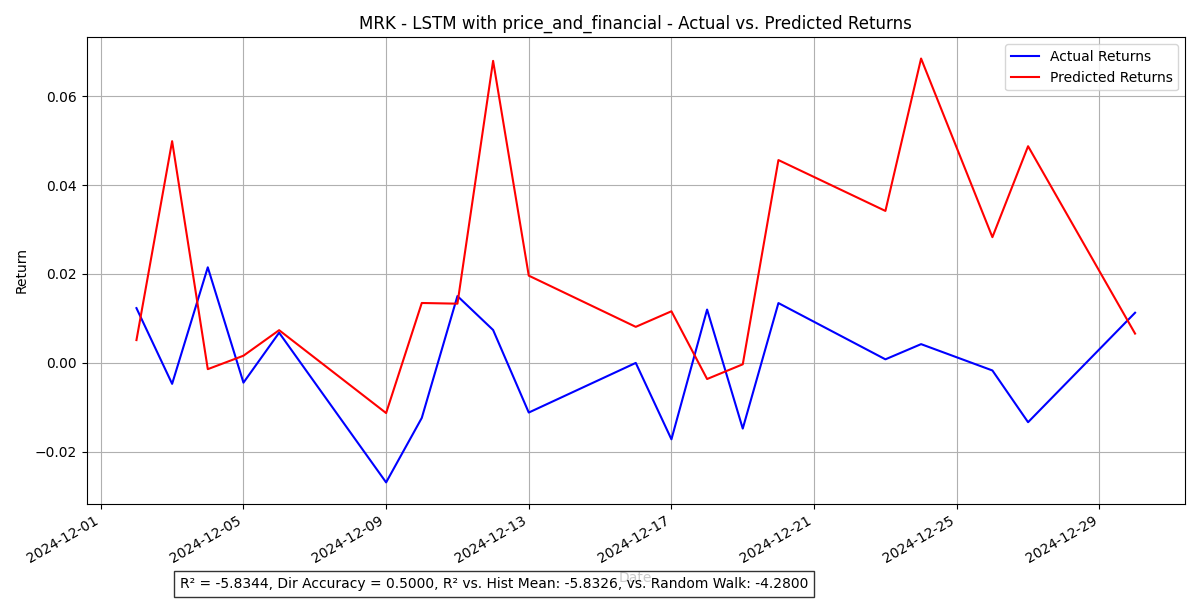 MRK - LSTM with price_and_financial - Actual vs. Predicted Returns
Actual Returns
Predicted Returns
Return
0.06
0.04
0.02
0.00
−0.02
2024-12-01
2024-12-05
2024-12-09
2024-12-13
2024-12-17
2024-12-21
2024-12-25
2024-12-29
Date
R² = -5.8344, Dir Accuracy = 0.5000, R² vs. Hist Mean: -5.8326, vs. Random Walk: -4.2800